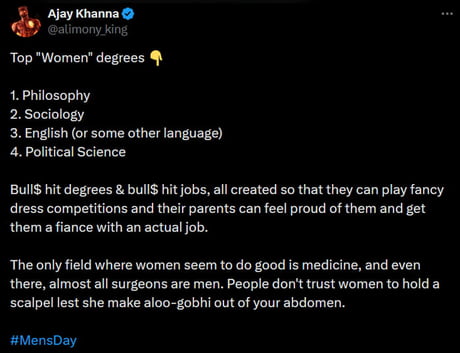 Ajay Khanna
@alimony_king
Top "Women" degrees 👇
1. Philosophy
2. Sociology
3. English (or some other language)
4. Political Science
Bull$ hit degrees & bull$ hit jobs, all created so that they can play fancy
dress competitions and their parents can feel proud of them and get
them a fiance with an actual job.
The only field where women seem to do good is medicine, and even
there, almost all surgeons are men. People don't trust women to hold a
scalpel lest she make aloo-gobhi out of your abdomen.
#MensDay